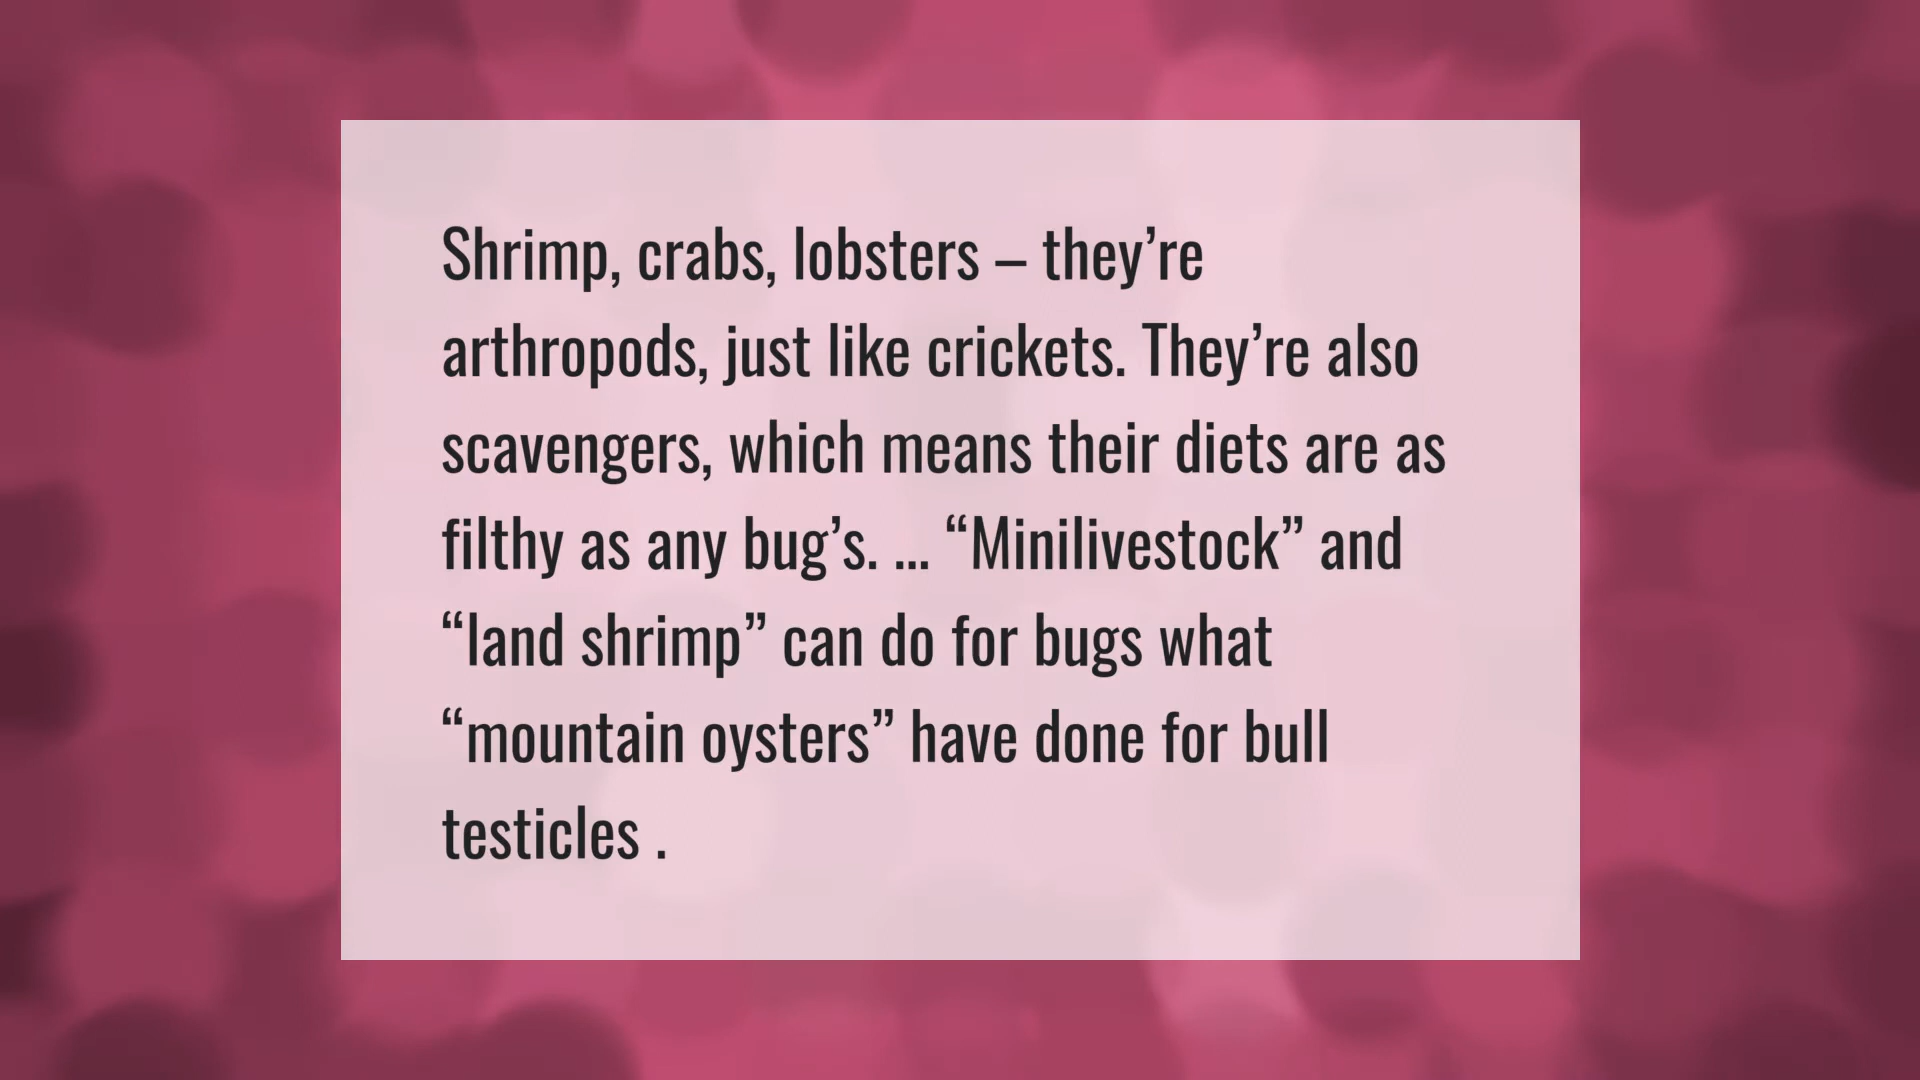 Shrimp, crabs, lobsters – they’re
arthropods, just like crickets. They’re also
scavengers, which means their diets are as
filthy as any bug’s. ... “Minilivestock” and
“land shrimp” can do for bugs what
“mountain oysters” have done for bull
testicles .